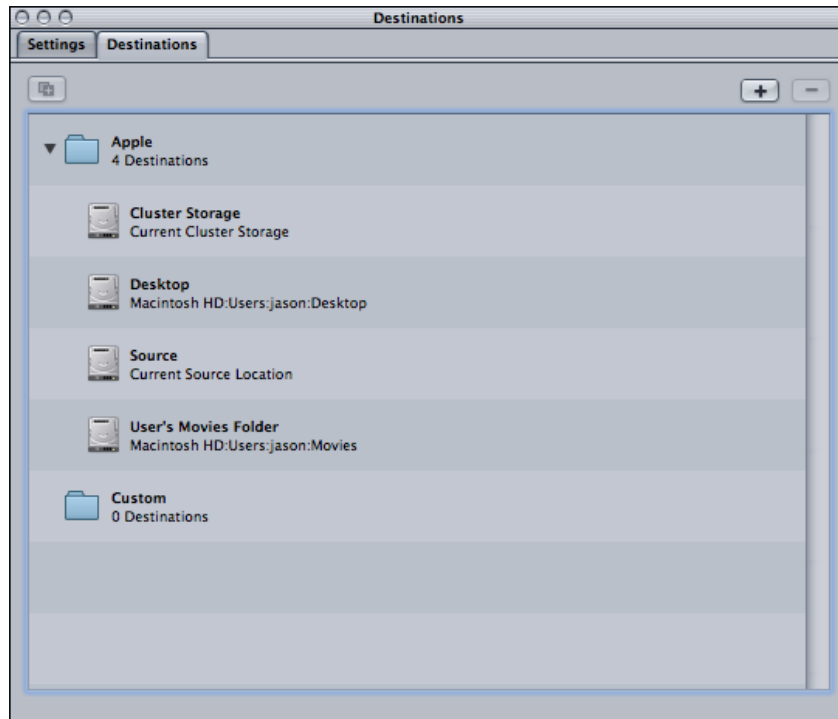 Destinations
Settings
Destinations
Apple
4 Destinations
Cluster Storage
Current Cluster Storage
Desktop
Macintosh HD:Users:jason:Desktop
Source
Current Source Location
User's Movies Folder
Macintosh HD:Users:jason:Movies
Custom
0 Destinations